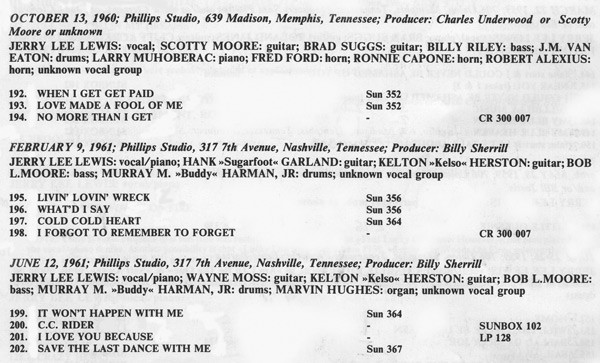 OCTOBER 13, 1960; Phillips Studio, 639 Madison, Memphis, Tennessee; Producer: Charles Underwood or Scotty
Moore or unknown
JERRY LEE LEWIS: vocal; SCOTTY MOORE: guitar; BRAD SUGGS: guitar; BILLY RILEY: bass; J.M. VAN
EATON: drums; LARRY MUHOBERAC: piano; FRED FORD: horn; RONNIE CAPONE: horn; ROBERT ALEXIUS:
horn; unknown vocal group
192. WHEN I GET GET PAID Sun 352
193. LOVE MADE A FOOL OF ME Sun 352
194. NO MORE THAN I GET - CR 300 007
FEBRUARY 9, 1961; Phillips Studio, 317 7th Avenue, Nashville, Tennessee; Producer: Billy Sherrill
JERRY LEE LEWIS: vocal/piano; HANK »Sugarfoot« GARLAND: guitar; KELTON »Kelso« HERSTON: guitar; BOB
L.MOORE: bass; MURRAY M. »Buddy« HARMAN, JR: drums; unknown vocal group
195. LIVIN' LOVIN' WRECK Sun 356
196. WHAT'D I SAY Sun 356
197. COLD COLD HEART Sun 364
198. I FORGOT TO REMEMBER TO FORGET - CR 300 007
JUNE 12, 1961; Phillips Studio, 317 7th Avenue, Nashville, Tennessee; Producer: Billy Sherrill
JERRY LEE LEWIS: vocal/piano; WAYNE MOSS: guitar; KELTON »Kelso« HERSTON: guitar; BOB L.MOORE:
bass; MURRAY M. »Buddy« HARMAN, JR: drums; MARVIN HUGHES: organ; unknown vocal group
199. IT WON'T HAPPEN WITH ME Sun 364
200. C.C. RIDER - SUNBOX 102
201. I LOVE YOU BECAUSE - LP 128
202. SAVE THE LAST DANCE WITH ME Sun 367